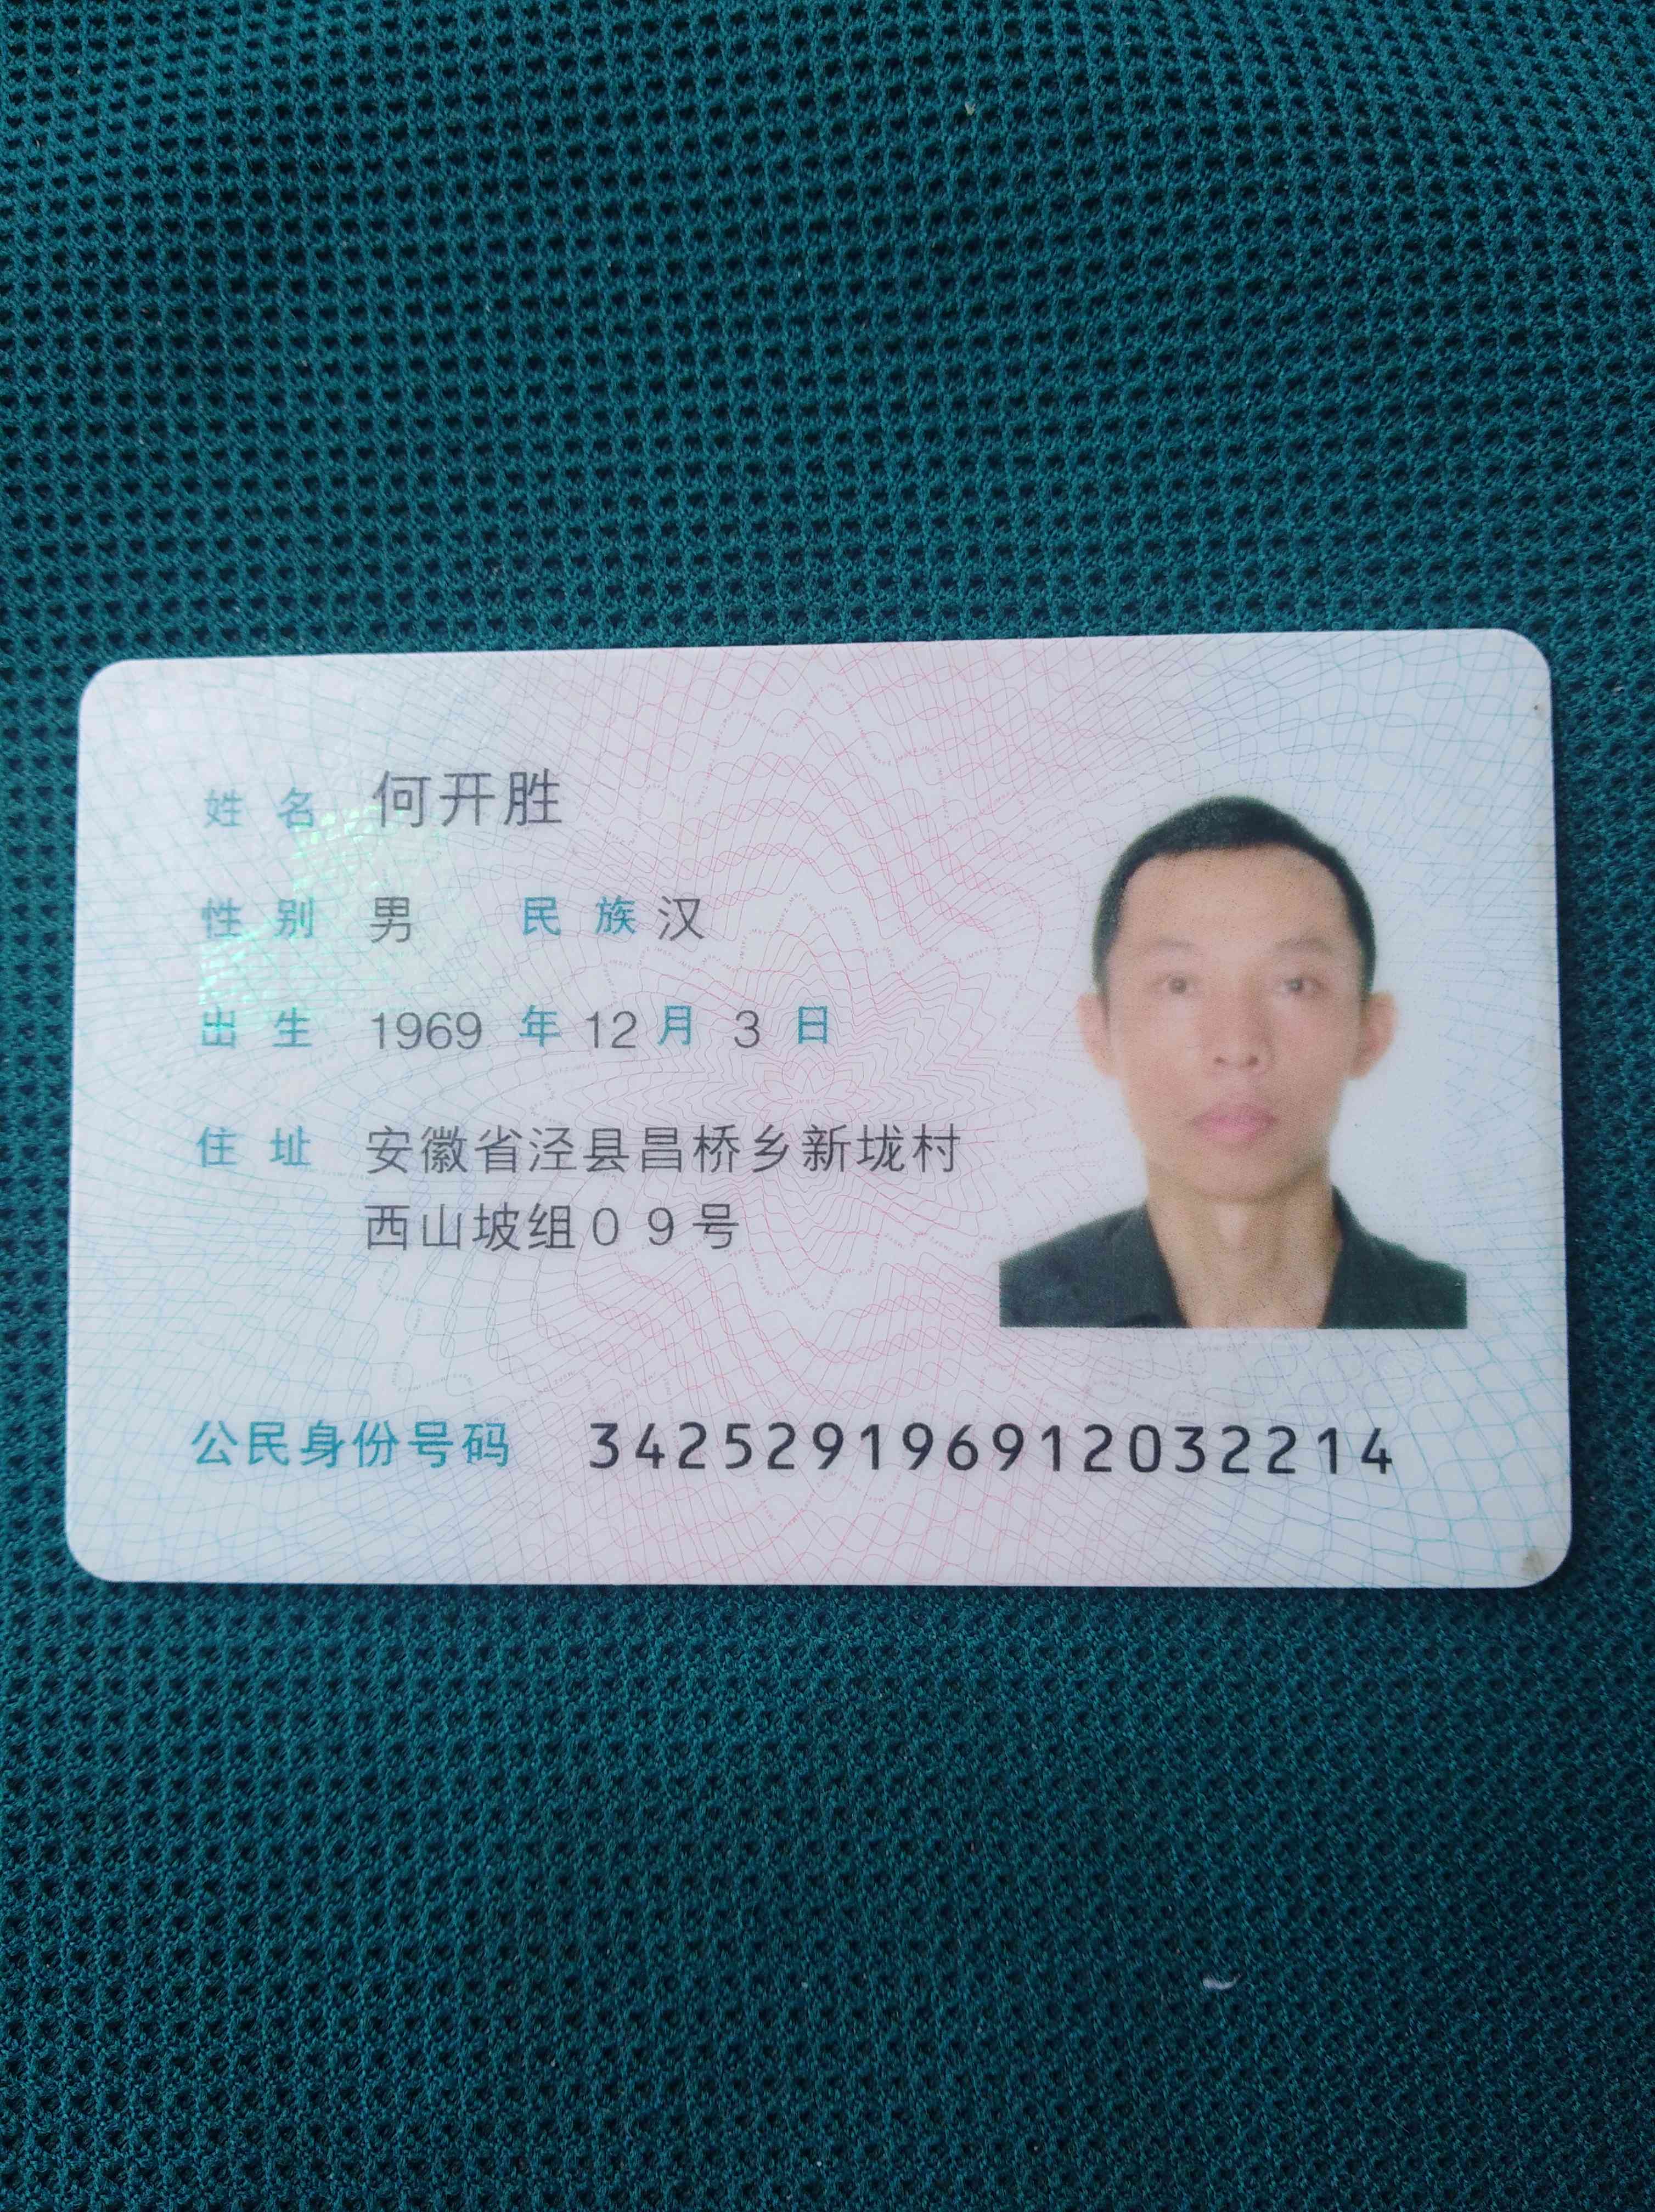 姓名 何开胜
性别 男 民族 汉
出生 1969 年 12 月 3 日
住址 安徽省泾县昌桥乡新垅村
西山坡组09号
公民身份号码 342529196912032214